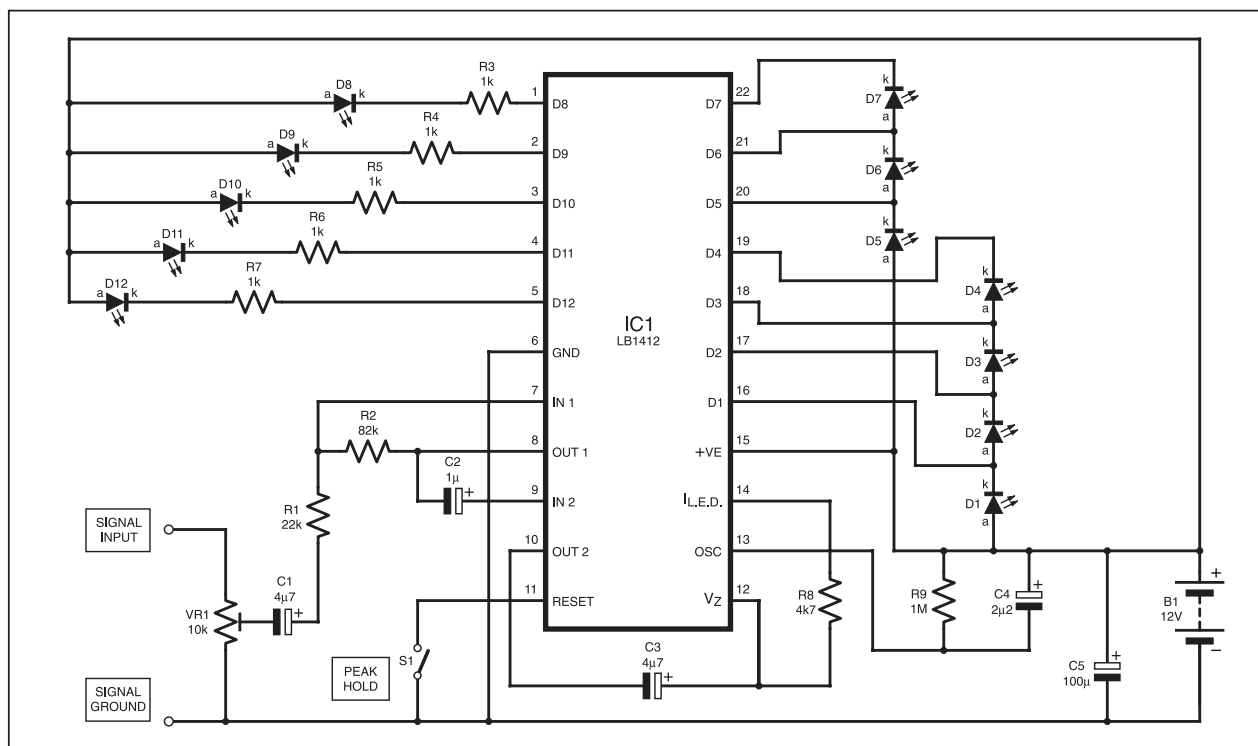 D8
a k
R3
1k
1
D8
D9
a k
R4
1k
2
D9
D10
a k
R5
1k
3
D10
D11
a k
R6
1k
4
D11
D12
a k
R7
1k
5
D12
6
GND
7
IN 1
R2
82k
8
OUT 1
C2
1µ
+
9
IN 2
R1
22k
10
OUT 2
11
RESET
IC1
LB1412
22
D7
21
D6
20
D5
19
D4
18
D3
17
D2
16
D1
15
+VE
14
I L.E.D.
13
OSC
12
VZ
k
D7
a
k
D6
a
k
D5
a
k
D4
a
k
D3
a
k
D2
a
k
D1
a
SIGNAL
INPUT
VR1
10k
C1
4µ7
+
SIGNAL
GROUND
PEAK
HOLD
S1
C3
4µ7
+
R8
4k7
R9
1M
C4
2µ2
+
C5
100µ
+
B1
12V
+
−